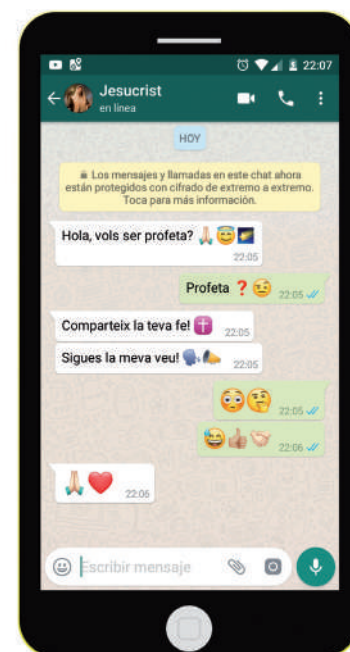 22:07
Jesucrist
en linea
HOY
Los mensajes y llamadas en este chat ahora
están protegidos con cifrado de extremo a extremo.
Toca para más información.
Hola, vols ser profeta? 🙏🏻😇🌠
22:05
Profeta ❓🤨 22:05
Comparteix la teva fe! ✝️ 22:05
Sigues la meva veu! 🗣️📣 22:05
😳🤔 22:05
😅👍🏼🤝🏻 22:06
🙏🏻❤️ 22:06
Escribir mensaje